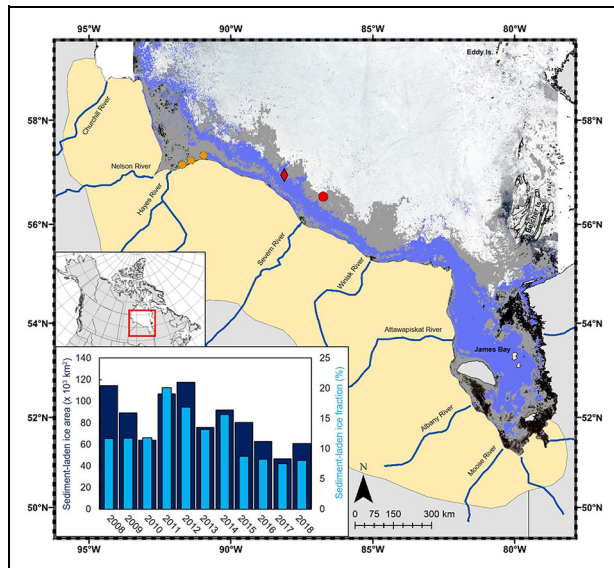 95°W 90°W 85°W 80°W
Eddy Is.
58°N 58°N
Churchill River
Nelson River
Hayes River
56°N 56°N
Severn River
Winisk River
Belcher
54°N 54°N
Attawapiskat River
James Bay
52°N 52°N
Albany River
Moose River
50°N 50°N
N
0 75 150 300 km
95°W 90°W 85°W 80°W
Sediment-laden ice area (x 10³ km²)
140
120
100
80
60
40
20
0
25
20
15
10
5
0
Sediment-laden ice fraction (%)
2008 2009 2010 2011 2012 2013 2014 2015 2016 2017 2018